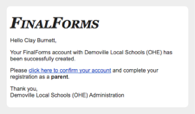 FINALFORMS
Hello Clay Burnett,
Your FinalForms account with Demoville Local Schools (OHE) has
been successfully created.
Please click here to confirm your account and complete your
registration as a parent.
Thank you,
Demoville Local Schools (OHE) Administration